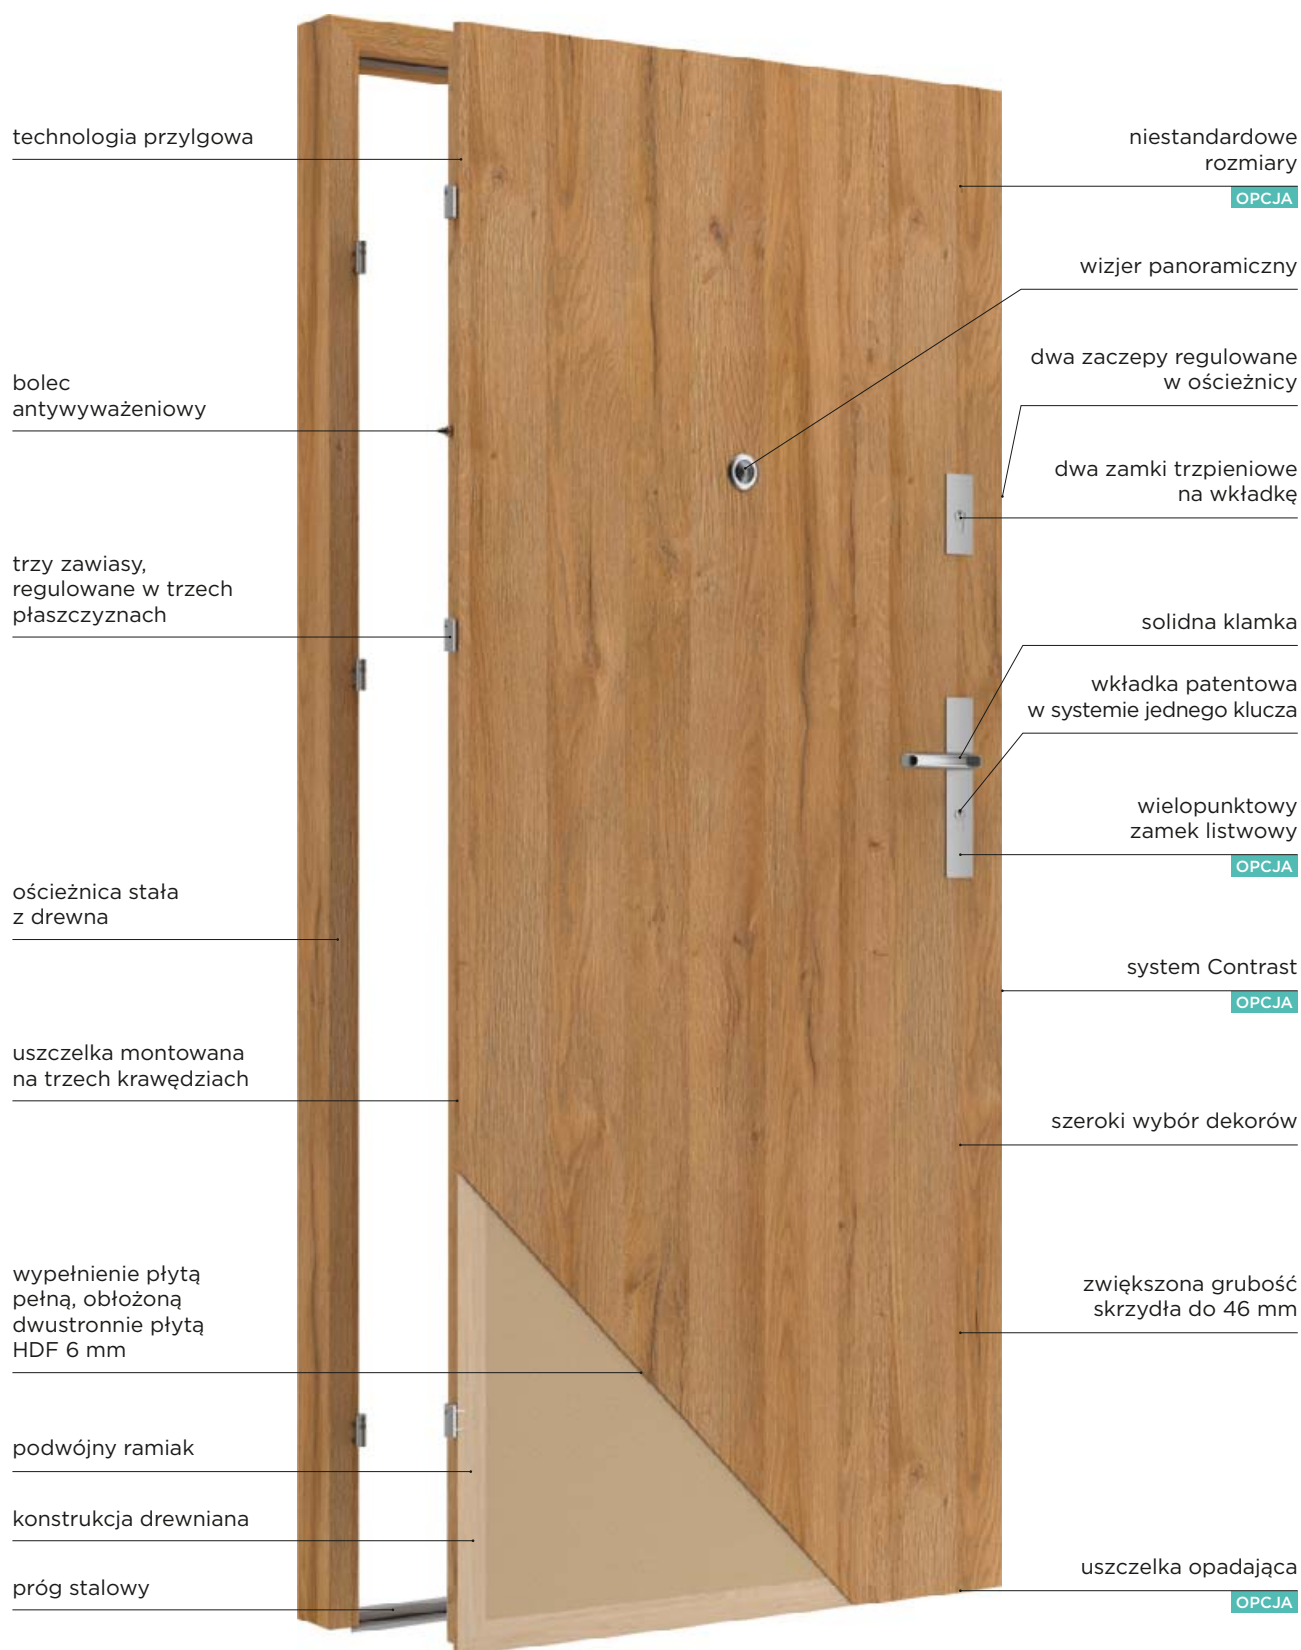 technologia przylgowa
bolec
antywyważeniowy
trzy zawiasy,
regulowane w trzech
płaszczyznach
ościeżnica stała
z drewna
uszczelka montowana
na trzech krawędziach
wypełnienie płytą
pełną, obłożoną
dwustronnie płytą
HDF 6 mm
podwójny ramiak
konstrukcja drewniana
próg stalowy
niestandardowe
rozmiary
OPCJA
wizjer panoramiczny
dwa zaczepy regulowane
w ościeżnicy
dwa zamki trzpieniowe
na wkładkę
solidna klamka
wkładka patentowa
w systemie jednego klucza
wielopunktowy
zamek listwowy
OPCJA
system Contrast
OPCJA
szeroki wybór dekorów
zwiększona grubość
skrzydła do 46 mm
uszczelka opadająca
OPCJA